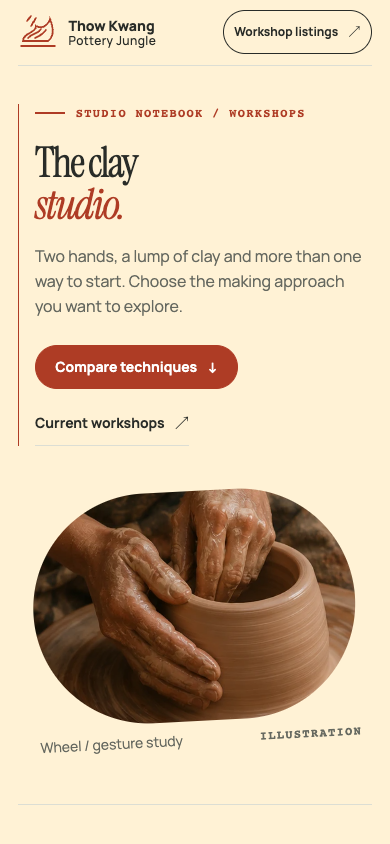 Thow Kwang
Pottery Jungle
Workshop listings ↗
STUDIO NOTEBOOK / WORKSHOPS
The clay
studio.
Two hands, a lump of clay and more than one
way to start. Choose the making approach
you want to explore.
Compare techniques ↓
Current workshops ↗
Wheel / gesture study
ILLUSTRATION